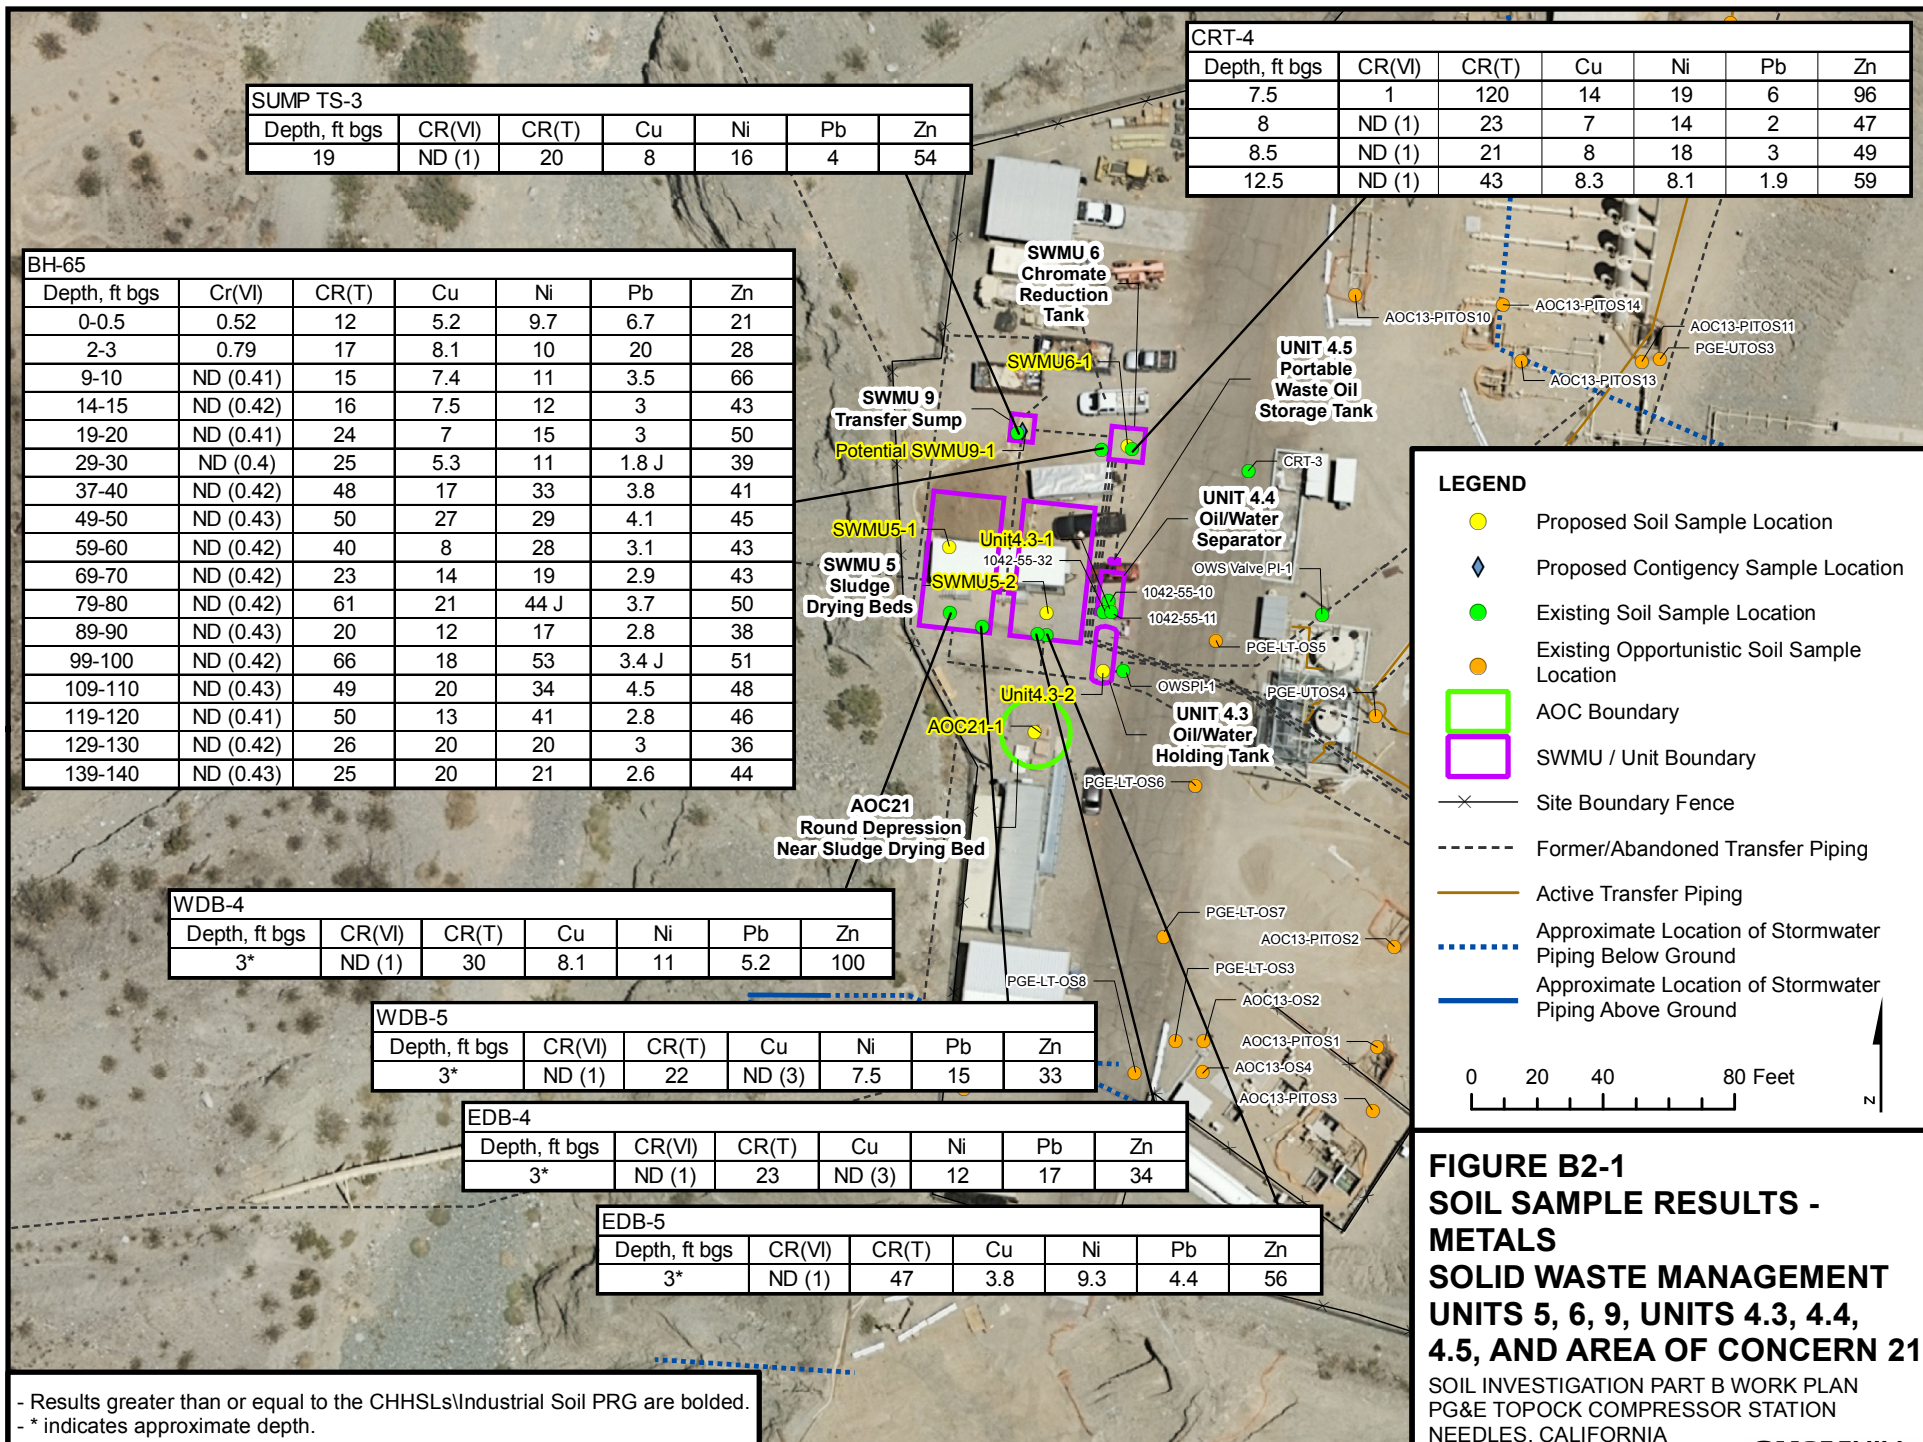 CRT-4
Depth, ft bgs CR(VI) CR(T) Cu Ni Pb Zn
7.5 1 120 14 19 6 96
8 ND (1) 23 7 14 2 47
8.5 ND (1) 21 8 18 3 49
12.5 ND (1) 43 8.3 8.1 1.9 59
SUMP TS-3
Depth, ft bgs CR(VI) CR(T) Cu Ni Pb Zn
19 ND (1) 20 8 16 4 54
BH-65
Depth, ft bgs Cr(VI) CR(T) Cu Ni Pb Zn
0-0.5 0.52 12 5.2 9.7 6.7 21
2-3 0.79 17 8.1 10 20 28
9-10 ND (0.41) 15 7.4 11 3.5 66
14-15 ND (0.42) 16 7.5 12 3 43
19-20 ND (0.41) 24 7 15 3 50
29-30 ND (0.4) 25 5.3 11 1.8 J 39
37-40 ND (0.42) 48 17 33 3.8 41
49-50 ND (0.43) 50 27 29 4.1 45
59-60 ND (0.42) 40 8 28 3.1 43
69-70 ND (0.42) 23 14 19 2.9 43
79-80 ND (0.42) 61 21 44 J 3.7 50
89-90 ND (0.43) 20 12 17 2.8 38
99-100 ND (0.42) 66 18 53 3.4 J 51
109-110 ND (0.43) 49 20 34 4.5 48
119-120 ND (0.41) 50 13 41 2.8 46
129-130 ND (0.42) 26 20 20 3 36
139-140 ND (0.43) 25 20 21 2.6 44
SWMU 6
Chromate
Reduction
Tank
SWMU6-1
SWMU 9
Transfer Sump
Potential SWMU9-1
UNIT 4.5
Portable
Waste Oil
Storage Tank
AOC13-PITOS10
AOC13-PITOS14
AOC13-PITOS11
PGE-UTOS3
AOC13-PITOS13
CRT-3
UNIT 4.4
Oil/Water
Separator
SWMU5-1
Unit4.3-1
1042-55-32
SWMU 5
Sludge
Drying Beds
SWMU5-2
OWS Valve PI-1
1042-55-10
1042-55-11
PGE-LT-OS5
OWSPI-1
PGE-UTOS4
Unit4.3-2
UNIT 4.3
Oil/Water
Holding Tank
AOC21-1
PGE-LT-OS6
AOC21
Round Depression
Near Sludge Drying Bed
PGE-LT-OS7
AOC13-PITOS2
PGE-LT-OS3
PGE-LT-OS8
AOC13-OS2
AOC13-PITOS1
AOC13-OS4
AOC13-PITOS3
WDB-4
Depth, ft bgs CR(VI) CR(T) Cu Ni Pb Zn
3* ND (1) 30 8.1 11 5.2 100
WDB-5
Depth, ft bgs CR(VI) CR(T) Cu Ni Pb Zn
3* ND (1) 22 ND (3) 7.5 15 33
EDB-4
Depth, ft bgs CR(VI) CR(T) Cu Ni Pb Zn
3* ND (1) 23 ND (3) 12 17 34
EDB-5
Depth, ft bgs CR(VI) CR(T) Cu Ni Pb Zn
3* ND (1) 47 3.8 9.3 4.4 56
- Results greater than or equal to the CHHSLs\Industrial Soil PRG are bolded.
- * indicates approximate depth.
LEGEND
Proposed Soil Sample Location
Proposed Contigency Sample Location
Existing Soil Sample Location
Existing Opportunistic Soil Sample
Location
AOC Boundary
SWMU / Unit Boundary
Site Boundary Fence
Former/Abandoned Transfer Piping
Active Transfer Piping
Approximate Location of Stormwater
Piping Below Ground
Approximate Location of Stormwater
Piping Above Ground
0 20 40 80 Feet
Z
FIGURE B2-1
SOIL SAMPLE RESULTS -
METALS
SOLID WASTE MANAGEMENT
UNITS 5, 6, 9, UNITS 4.3, 4.4,
4.5, AND AREA OF CONCERN 21
SOIL INVESTIGATION PART B WORK PLAN
PG&E TOPOCK COMPRESSOR STATION
NEEDLES, CALIFORNIA